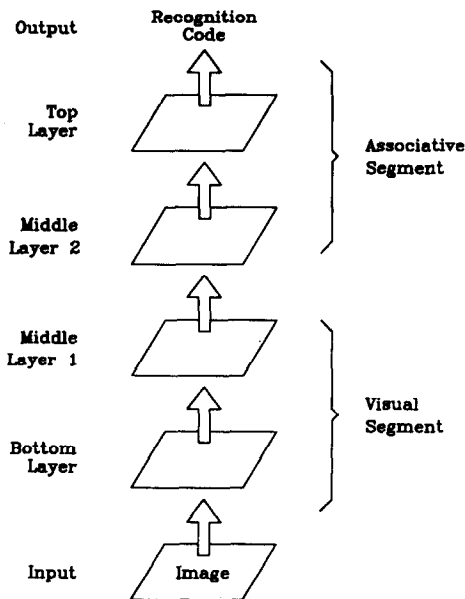 Output
Recognition
Code
Top
Layer
Associative
Segment
Middle
Layer 2
Middle
Layer 1
Visual
Segment
Bottom
Layer
Input
Image